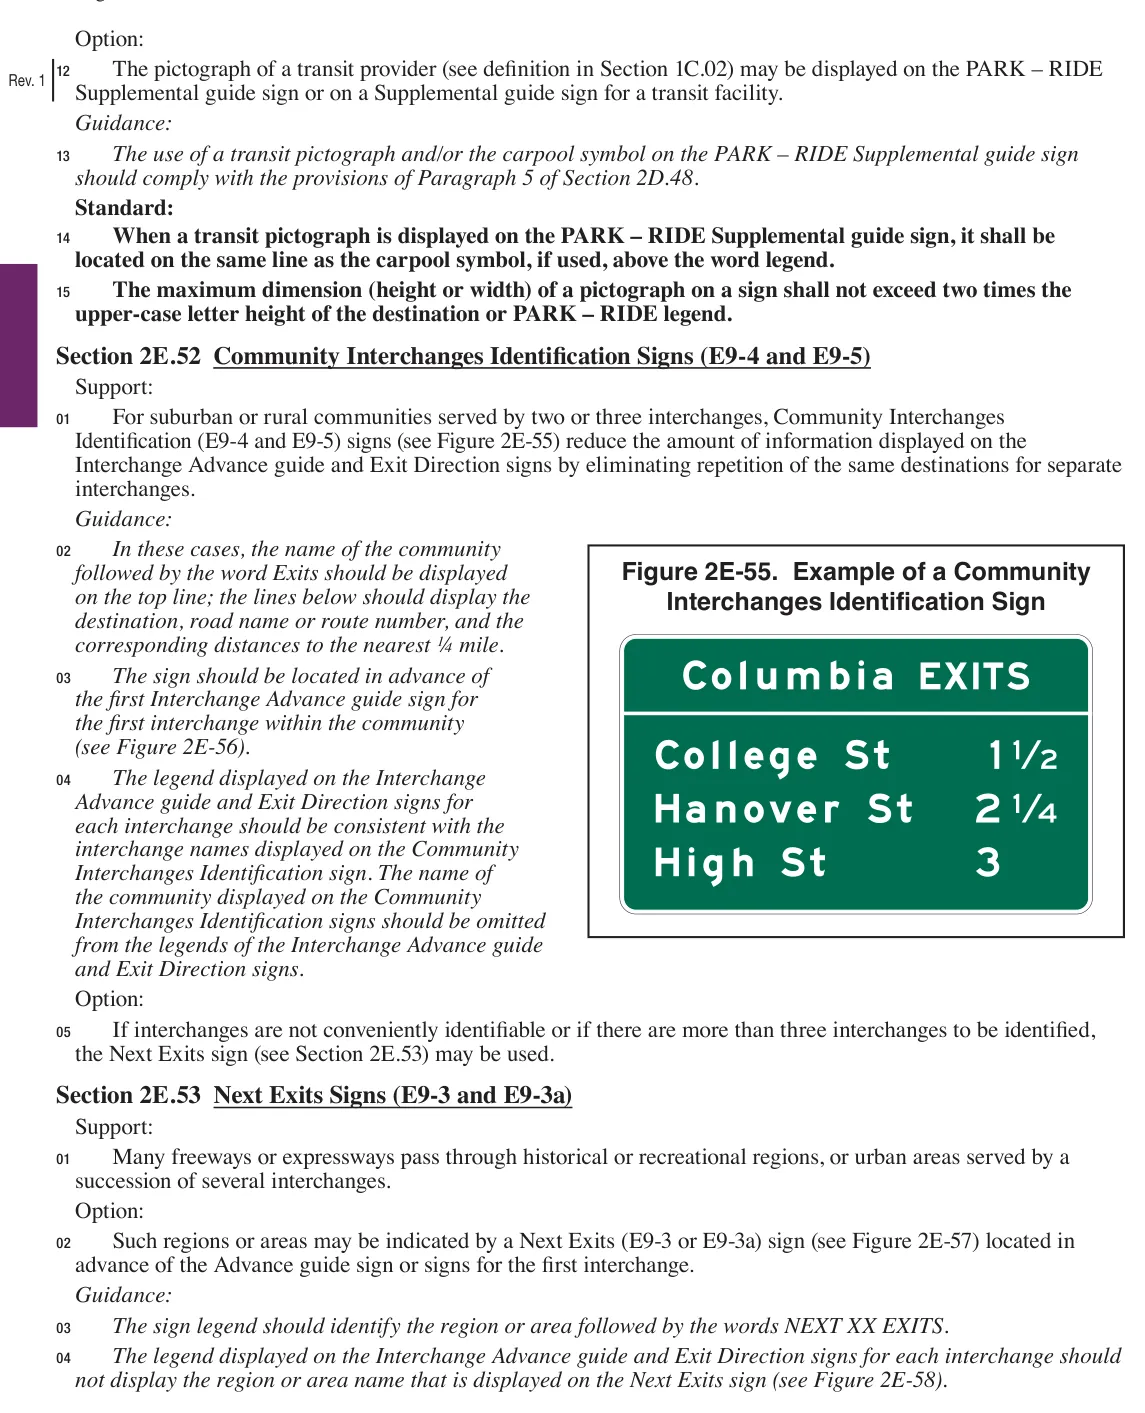 Option:
Rev. 1
12 The pictograph of a transit provider (see definition in Section 1C.02) may be displayed on the PARK – RIDE
Supplemental guide sign or on a Supplemental guide sign for a transit facility.
Guidance:
13 The use of a transit pictograph and/or the carpool symbol on the PARK – RIDE Supplemental guide sign
should comply with the provisions of Paragraph 5 of Section 2D.48.
Standard:
14 When a transit pictograph is displayed on the PARK – RIDE Supplemental guide sign, it shall be
located on the same line as the carpool symbol, if used, above the word legend.
15 The maximum dimension (height or width) of a pictograph on a sign shall not exceed two times the
upper-case letter height of the destination or PARK – RIDE legend.
Section 2E.52 Community Interchanges Identification Signs (E9-4 and E9-5)
Support:
01 For suburban or rural communities served by two or three interchanges, Community Interchanges
Identification (E9-4 and E9-5) signs (see Figure 2E-55) reduce the amount of information displayed on the
Interchange Advance guide and Exit Direction signs by eliminating repetition of the same destinations for separate
interchanges.
Guidance:
02 In these cases, the name of the community
followed by the word Exits should be displayed
on the top line; the lines below should display the
destination, road name or route number, and the
corresponding distances to the nearest ¼ mile.
03 The sign should be located in advance of
the first Interchange Advance guide sign for
the first interchange within the community
(see Figure 2E-56).
04 The legend displayed on the Interchange
Advance guide and Exit Direction signs for
each interchange should be consistent with the
interchange names displayed on the Community
Interchanges Identification sign. The name of
the community displayed on the Community
Interchanges Identification signs should be omitted
from the legends of the Interchange Advance guide
and Exit Direction signs.
Figure 2E-55. Example of a Community
Interchanges Identification Sign
Columbia EXITS
College St 1 1/2
Hanover St 2 1/4
High St 3
Option:
05 If interchanges are not conveniently identifiable or if there are more than three interchanges to be identified,
the Next Exits sign (see Section 2E.53) may be used.
Section 2E.53 Next Exits Signs (E9-3 and E9-3a)
Support:
01 Many freeways or expressways pass through historical or recreational regions, or urban areas served by a
succession of several interchanges.
Option:
02 Such regions or areas may be indicated by a Next Exits (E9-3 or E9-3a) sign (see Figure 2E-57) located in
advance of the Advance guide sign or signs for the first interchange.
Guidance:
03 The sign legend should identify the region or area followed by the words NEXT XX EXITS.
04 The legend displayed on the Interchange Advance guide and Exit Direction signs for each interchange should
not display the region or area name that is displayed on the Next Exits sign (see Figure 2E-58).